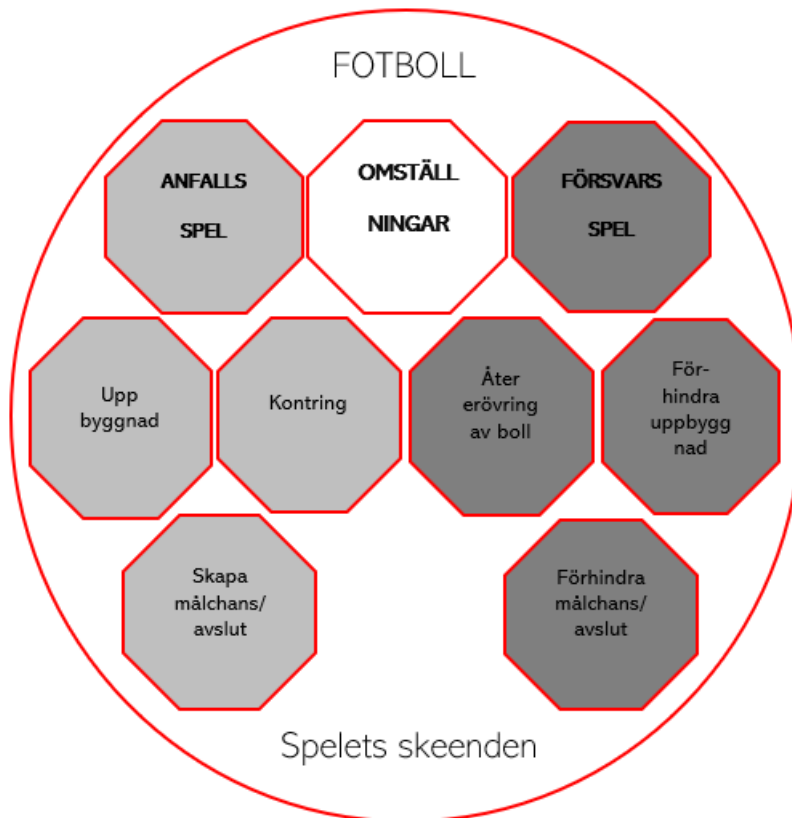 FOTBOLL
ANFALLS
SPEL
OMSTÄLL
NINGAR
FÖRSVARS
SPEL
Upp
byggnad
Kontring
Åter
erövring
av boll
För-
hindra
uppbygg
nad
Skapa
målchans/
avslut
Förhindra
målchans/
avslut
Spelets skeenden